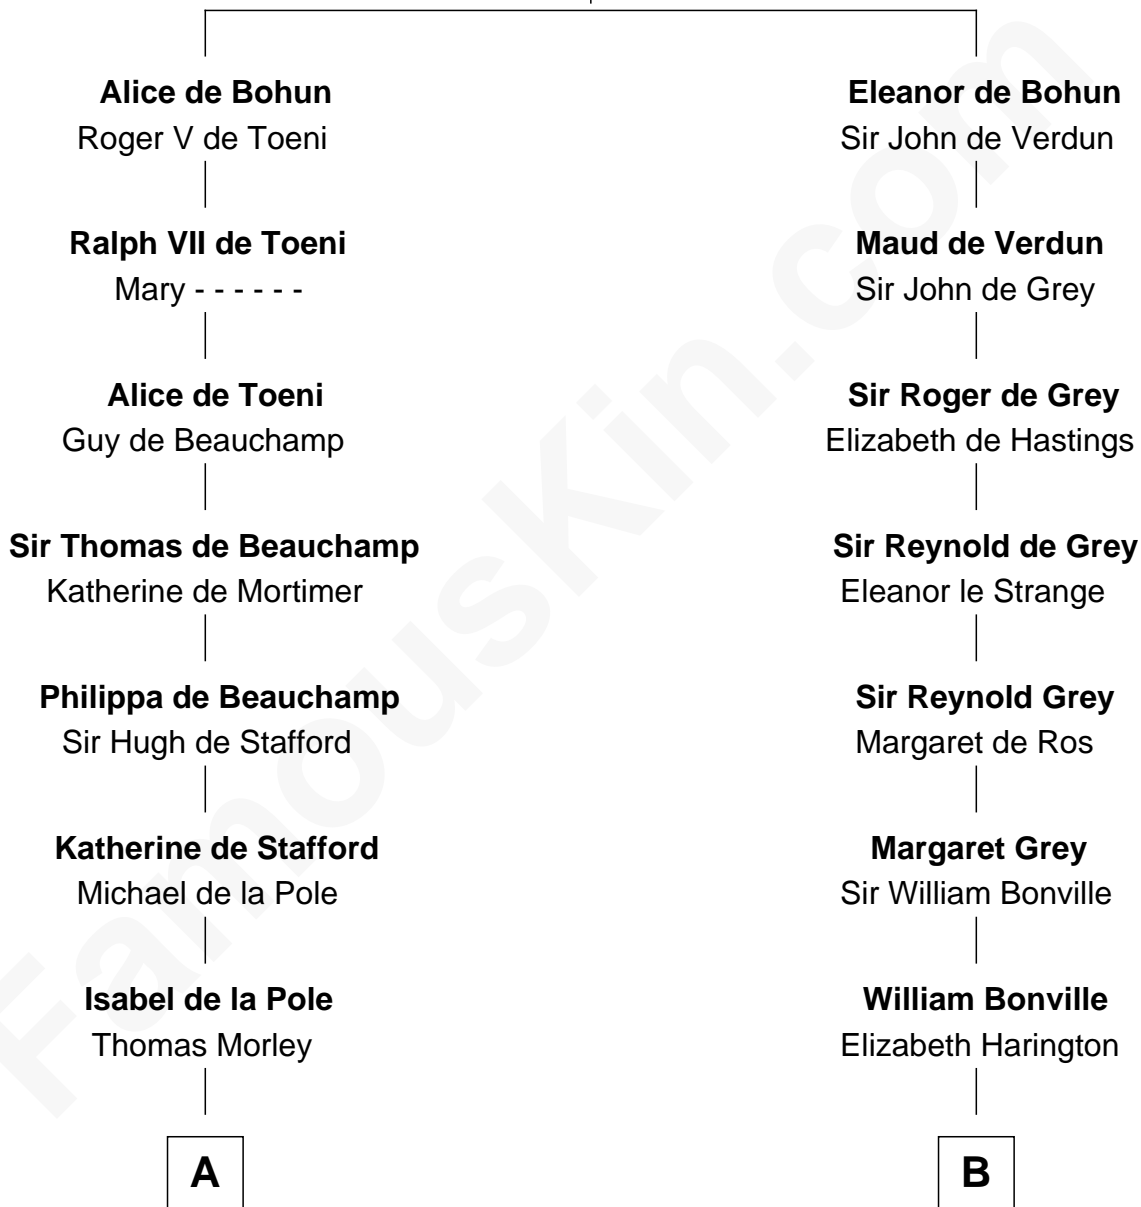 Alice de Bohun
Roger V de Toeni
Ralph VII de Toeni
Mary - - - - - -
Alice de Toeni
Guy de Beauchamp
Sir Thomas de Beauchamp
Katherine de Mortimer
Philippa de Beauchamp
Sir Hugh de Stafford
Katherine de Stafford
Michael de la Pole
Isabel de la Pole
Thomas Morley
A
Eleanor de Bohun
Sir John de Verdun
Maud de Verdun
Sir John de Grey
Sir Roger de Grey
Elizabeth de Hastings
Sir Reynold de Grey
Eleanor le Strange
Sir Reynold Grey
Margaret de Ros
Margaret Grey
Sir William Bonville
William Bonville
Elizabeth Harington
B
FamousKin.com